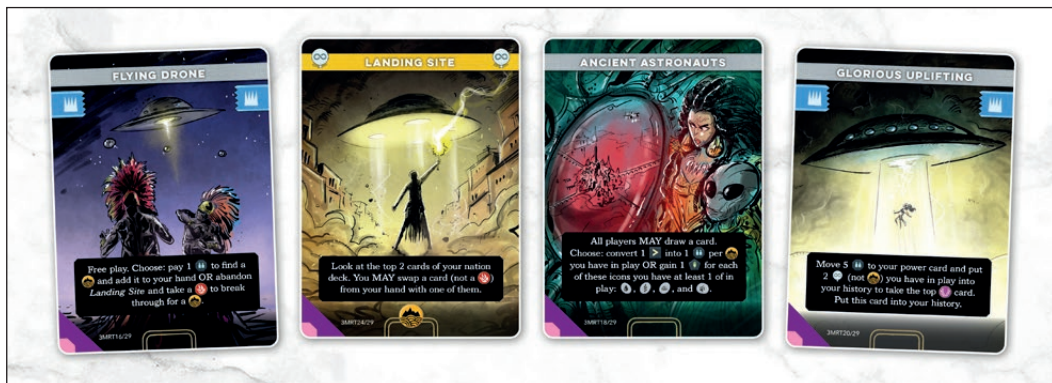 FLYING DRONE
Free play. Choose: pay 1 to find a
and add it to your hand OR abandon
Landing Site and take a to break
through for a .
3MRT16/29
LANDING SITE
Look at the top 2 cards of your nation
deck. You MAY swap a card (not a )
from your hand with one of them.
3MRT24/29
ANCIENT ASTRONAUTS
All players MAY draw a card.
Choose: convert 1 into 1 per
you have in play OR gain 1 for each
of these icons you have at least 1 of in
play: , , , and .
3MRT18/29
GLORIOUS UPLIFTING
Move 5 to your power card and put
2 (not ) you have in play into
your history to take the top card.
Put this card into your history.
3MRT20/29